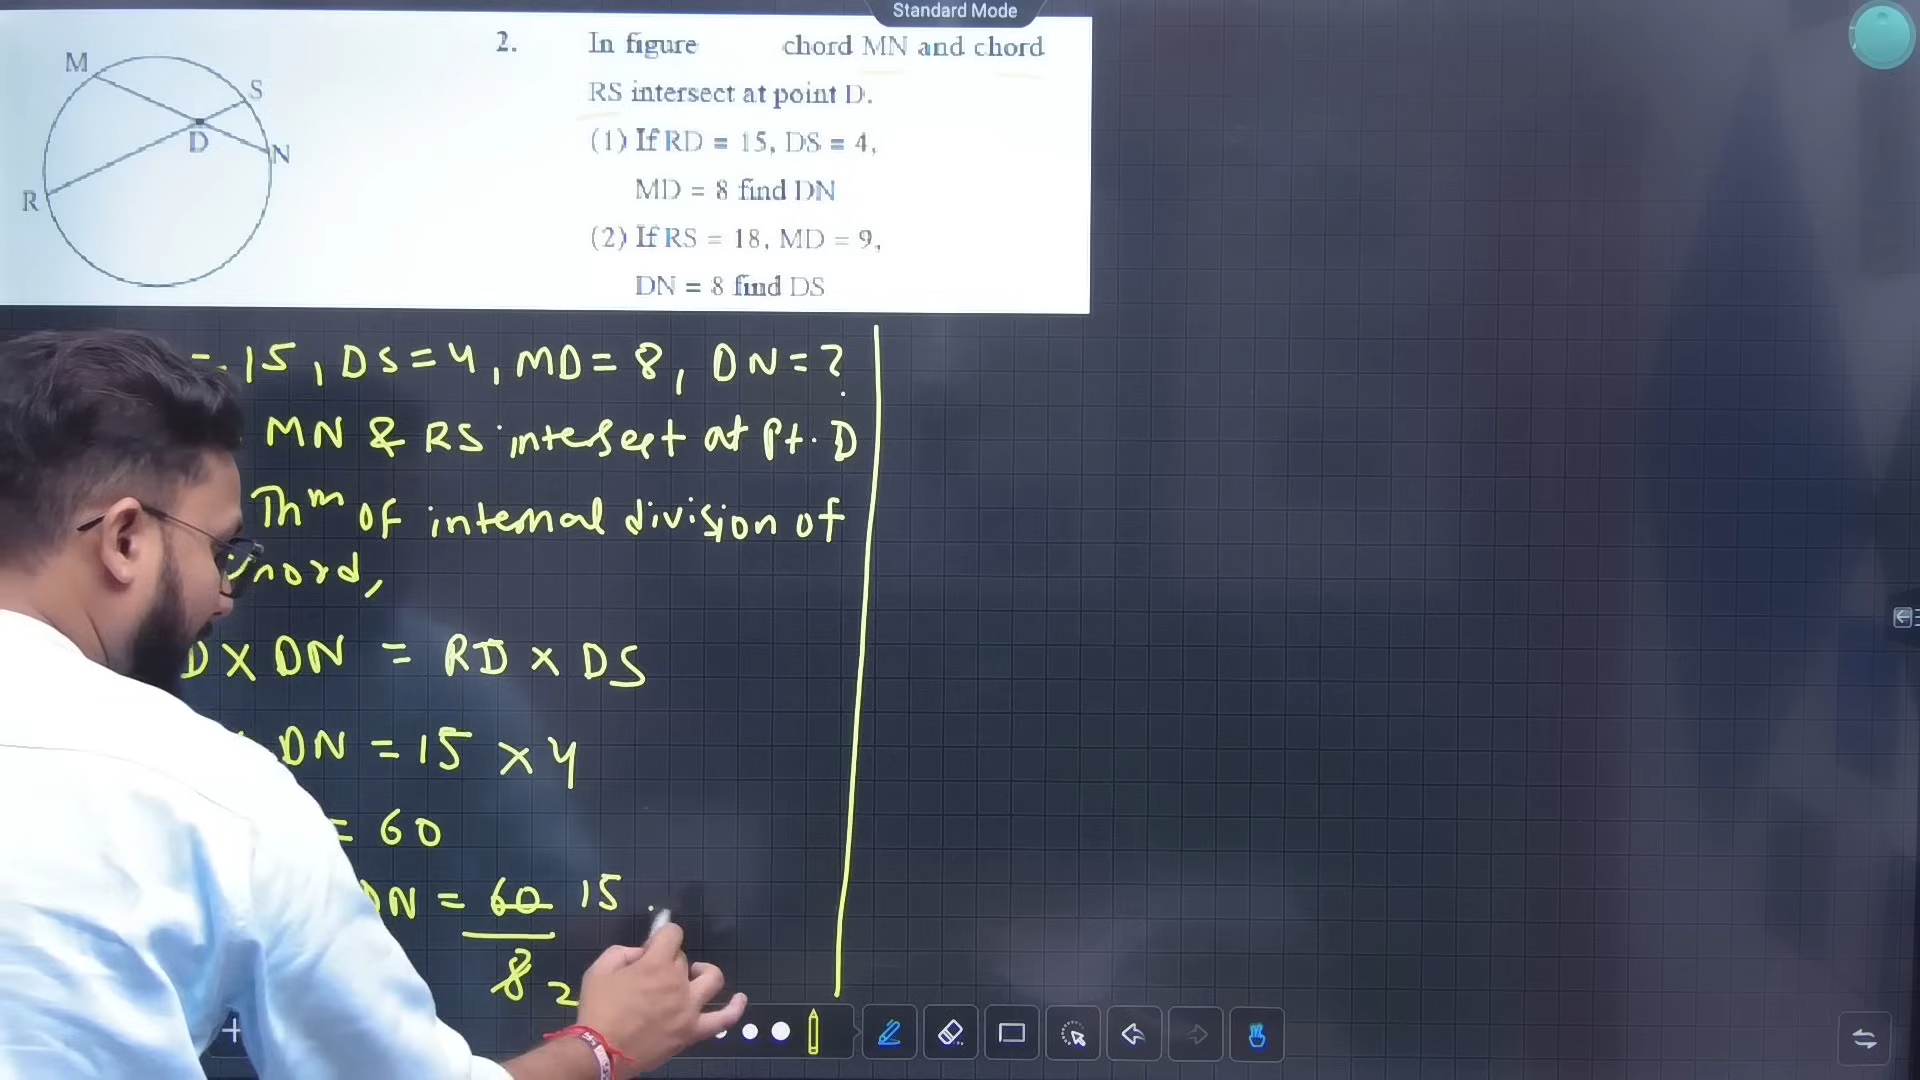 Standard Mode
M
S
D
N
R
2. In figure chord MN and chord
RS intersect at point D.
(1) If RD = 15, DS = 4,
MD = 8 find DN
(2) If RS = 18, MD = 9,
DN = 8 find DS
= 15, DS = 4, MD = 8, DN = ?
MN & RS intersect at Pt. D
Thm of internal division of
D × DN = RD × DS
DN = 15 × 4
= 60
DN = 60 15
8 2